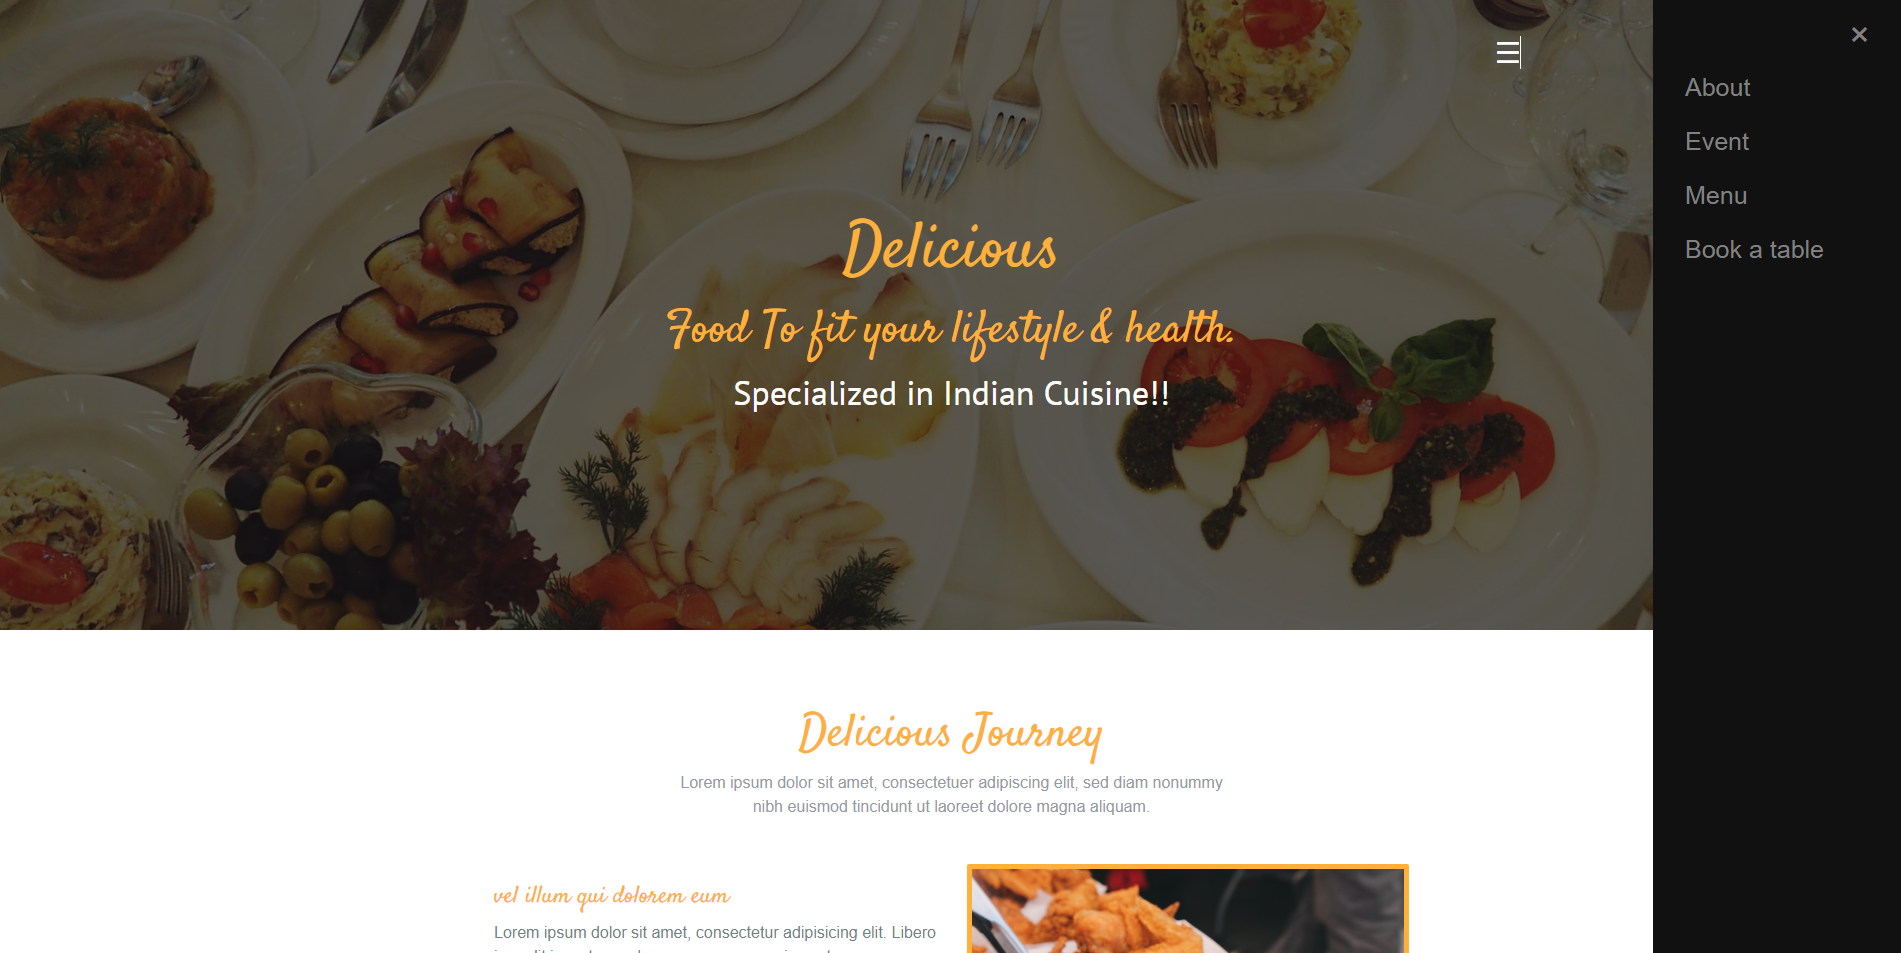 About
Event
Menu
Book a table
Delicious
Food To fit your lifestyle & health.
Specialized in Indian Cuisine!!
Delicious Journey
Lorem ipsum dolor sit amet, consectetuer adipiscing elit, sed diam nonummy
nibh euismod tincidunt ut laoreet dolore magna aliquam.
vel illum qui dolorem eum
Lorem ipsum dolor sit amet, consectetur adipisicing elit. Libero